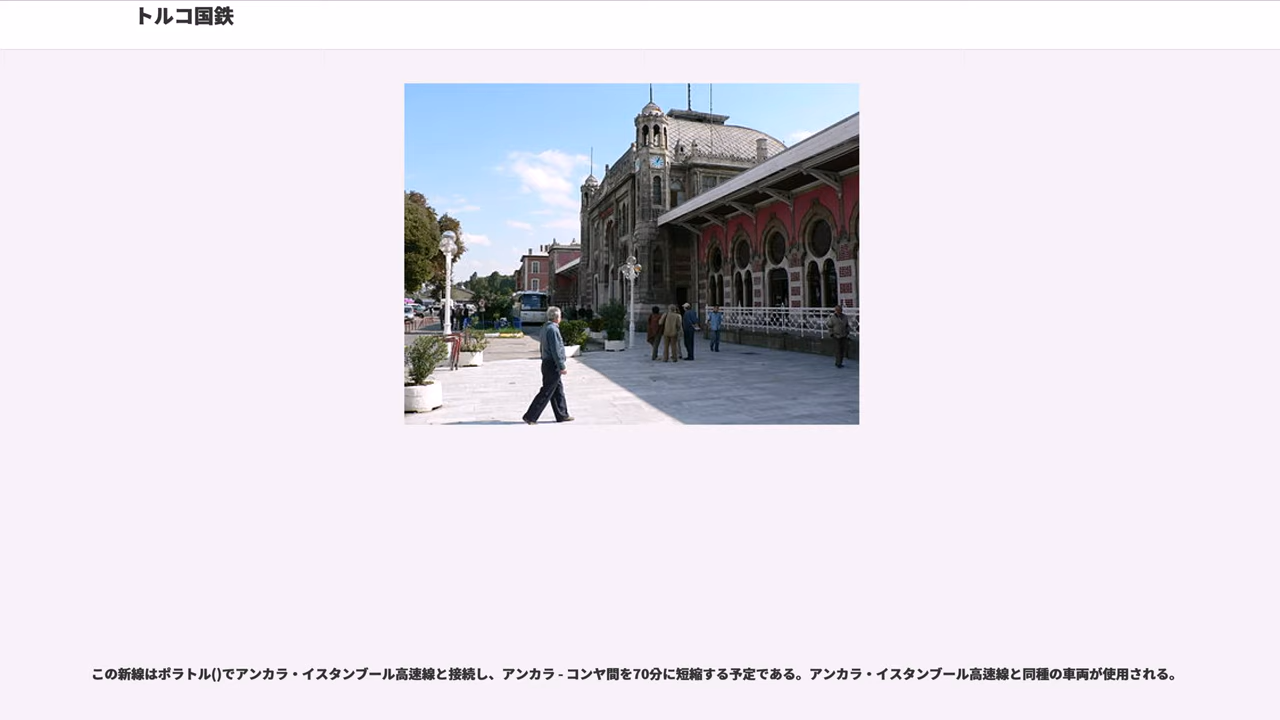 トルコ国鉄
この新線はポラトル()でアンカラ・イスタンブール高速線と接続し、アンカラ - コンヤ間を70分に短縮する予定である。アンカラ・イスタンブール高速線と同種の車両が使用される。